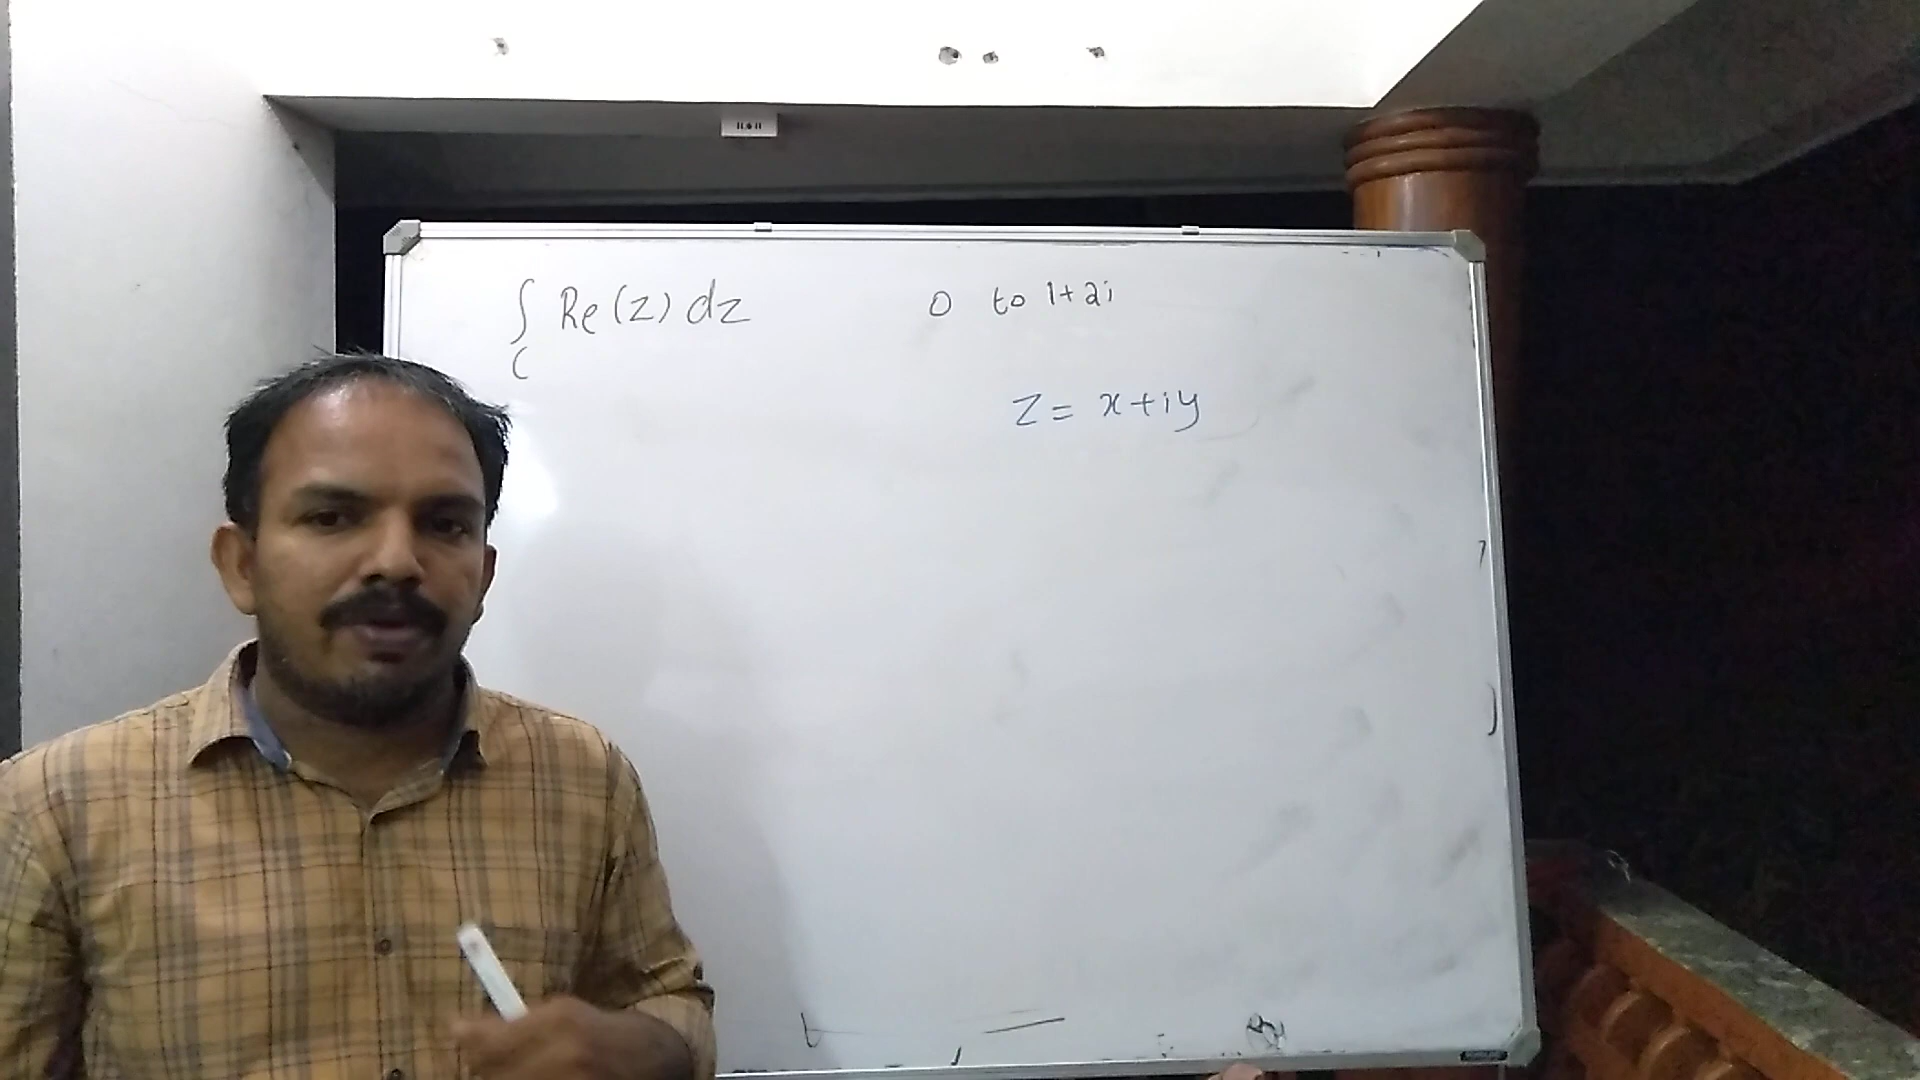 ∫ Re(z) dz 0 to 1+2i
C
z = x+iy